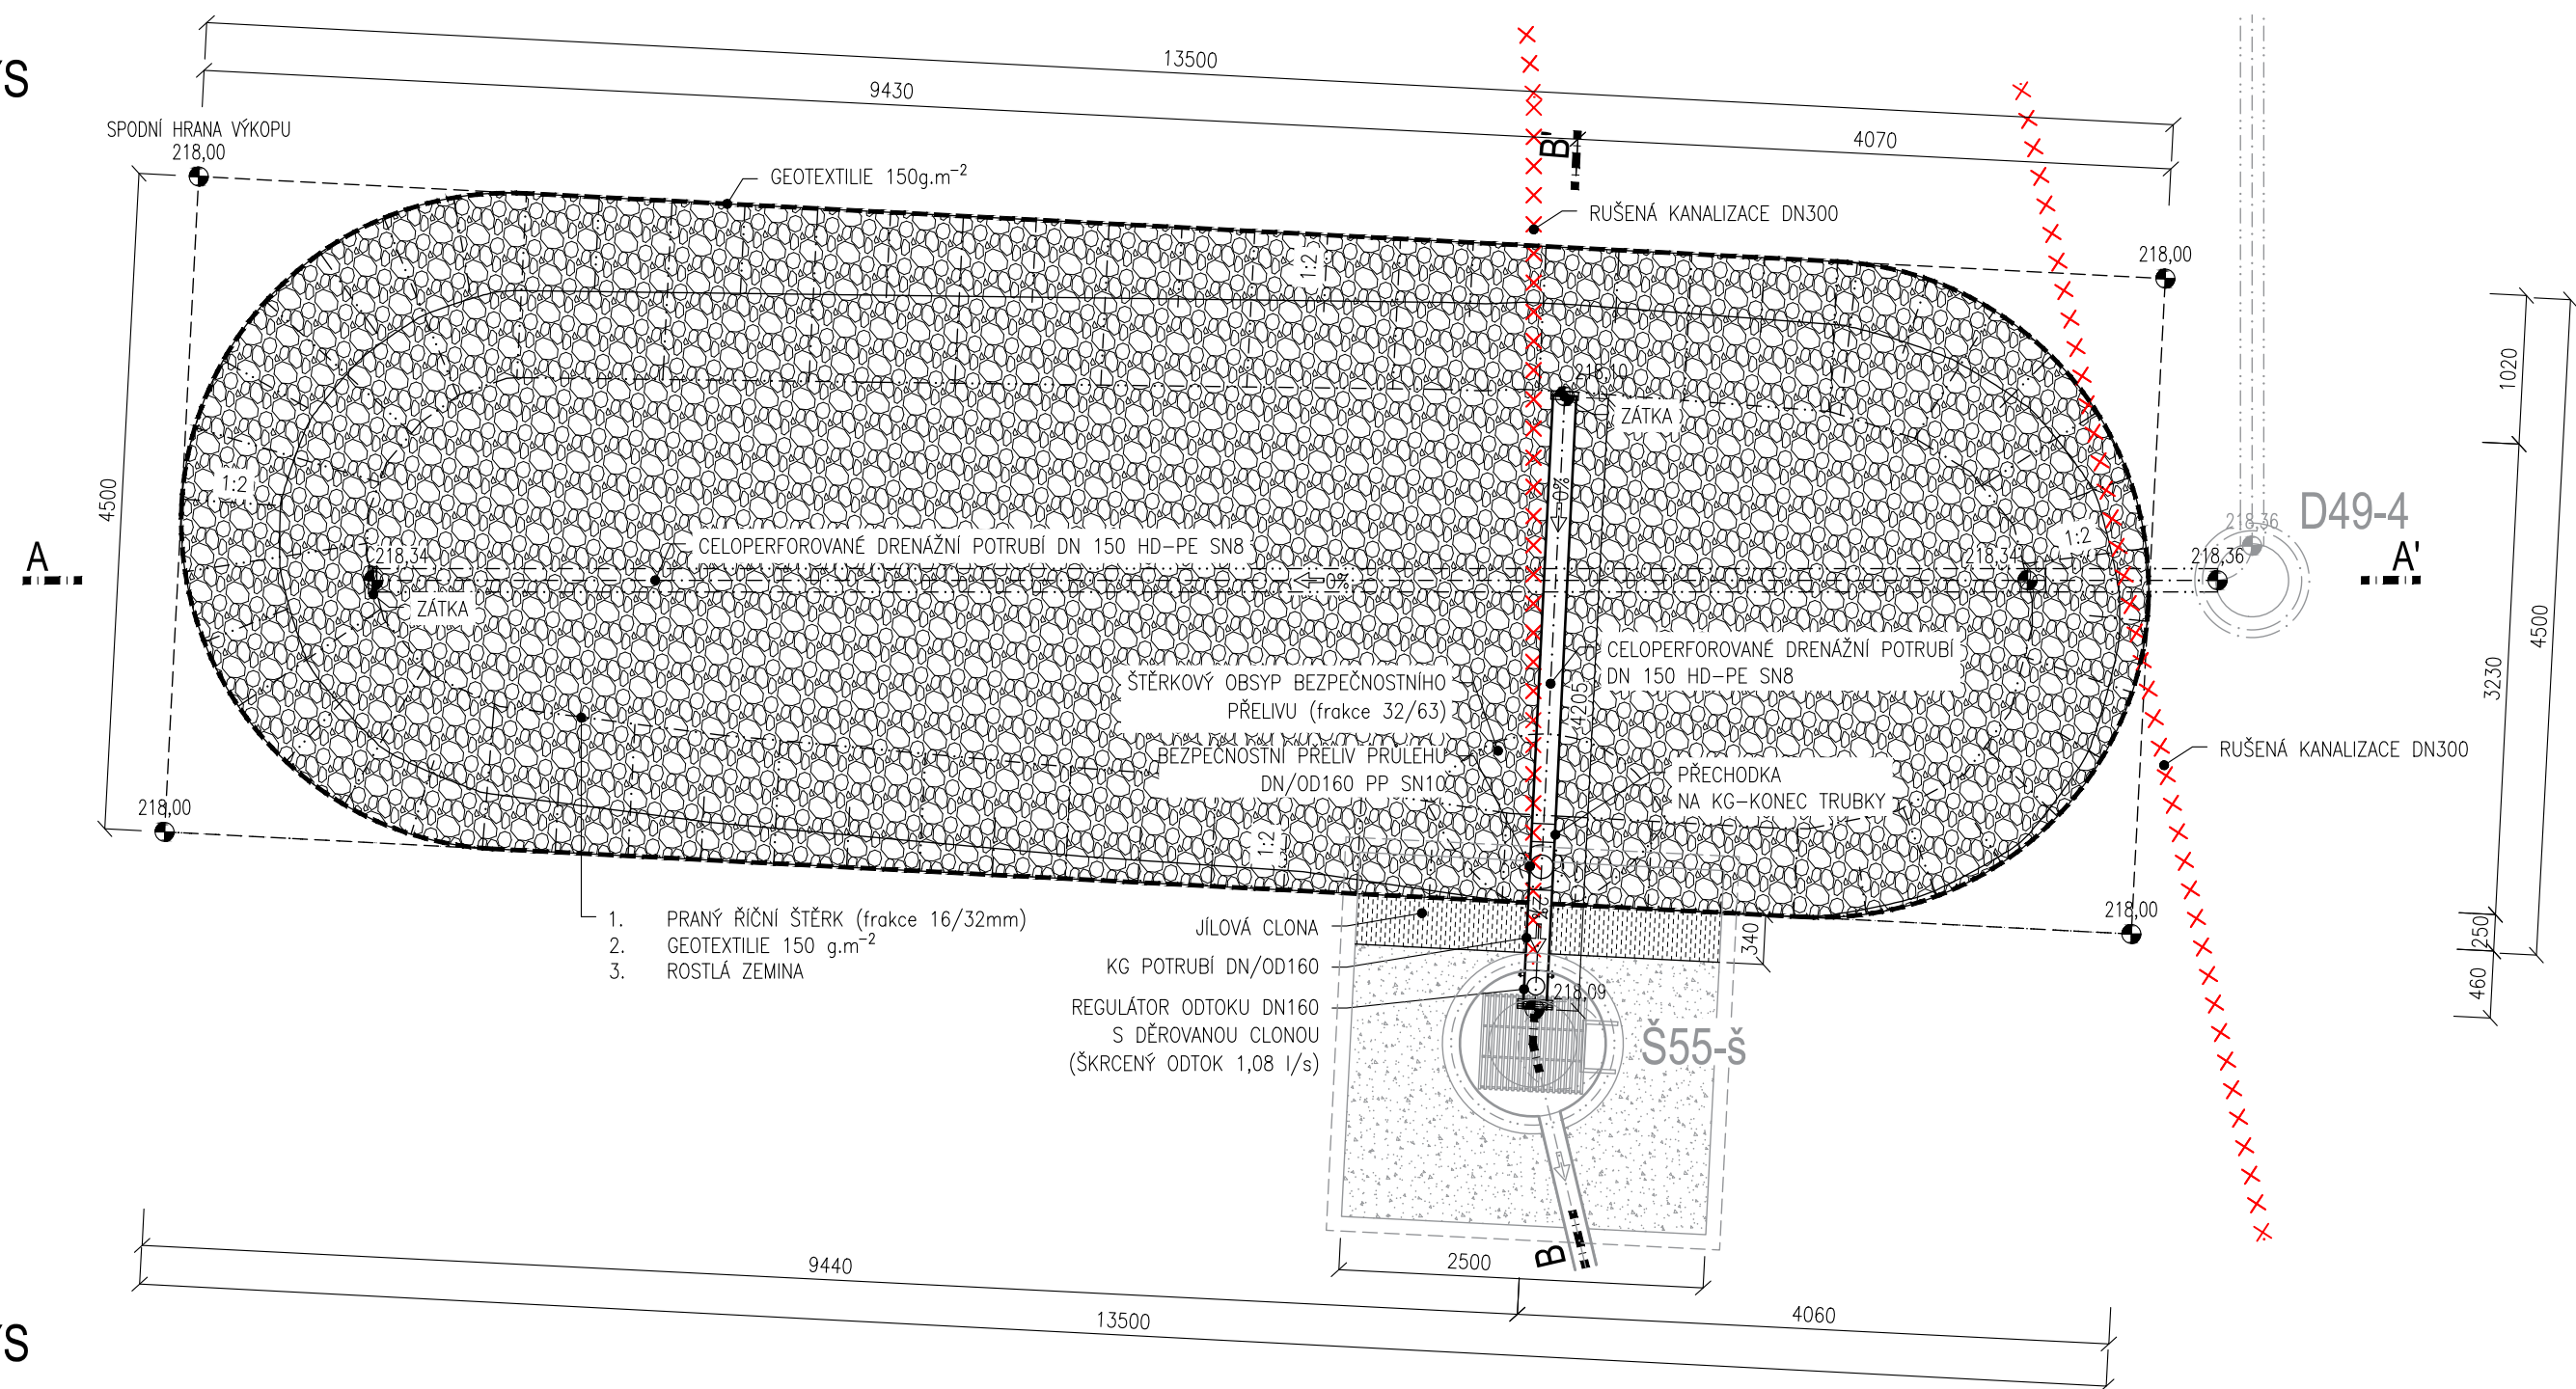 13500
9430
4070
SPODNÍ HRANA VÝKOPU
218,00
GEOTEXTILIE 150g.m⁻²
B'
RUŠENÁ KANALIZACE DN300
218,00
1:2
1020
218,10
ZÁTKA
0%
4500
1:2
D49-4
218,36
1:2
A
218,34
CELOPERFOROVANÉ DRENÁŽNÍ POTRUBÍ DN 150 HD-PE SN8
0%
218,34
218,36
A'
ZÁTKA
4500
CELOPERFOROVANÉ DRENÁŽNÍ POTRUBÍ
DN 150 HD-PE SN8
ŠTĚRKOVÝ OBSYP BEZPEČNOSTNÍHO
PŘELIVU (frakce 32/63)
4205
3230
BEZPEČNOSTNÍ PŘELIV PRŮLEHU
DN/OD160 PP SN10
RUŠENÁ KANALIZACE DN300
PŘECHODKA
NA KG-KONEC TRUBKY
218,00
1:2
1. PRANÝ ŘÍČNÍ ŠTĚRK (frakce 16/32mm)
2. GEOTEXTILIE 150 g.m⁻²
3. ROSTLÁ ZEMINA
218,00
JÍLOVÁ CLONA
340
250
KG POTRUBÍ DN/OD160
460
218,09
REGULÁTOR ODTOKU DN160
S DĚROVANOU CLONOU
(ŠKRCENÝ ODTOK 1,08 l/s)
Š55-š
B
9440
2500
13500
4060